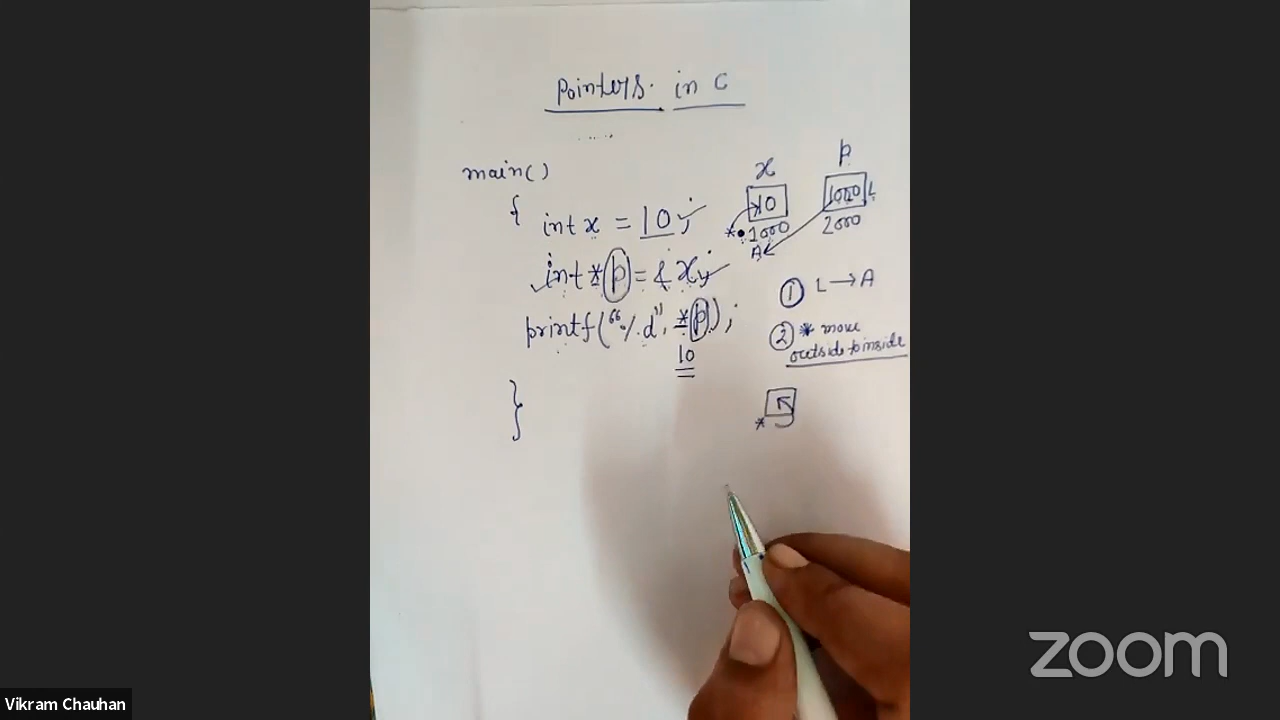 Pointers. in C
main()
{
int x = 10;
int *p = &x;
printf("%d", *p);
10
}
x
10
*
1000
A
p
1000
L
2000
① L → A
② * move
outside to inside
*
zoom
Vikram Chauhan